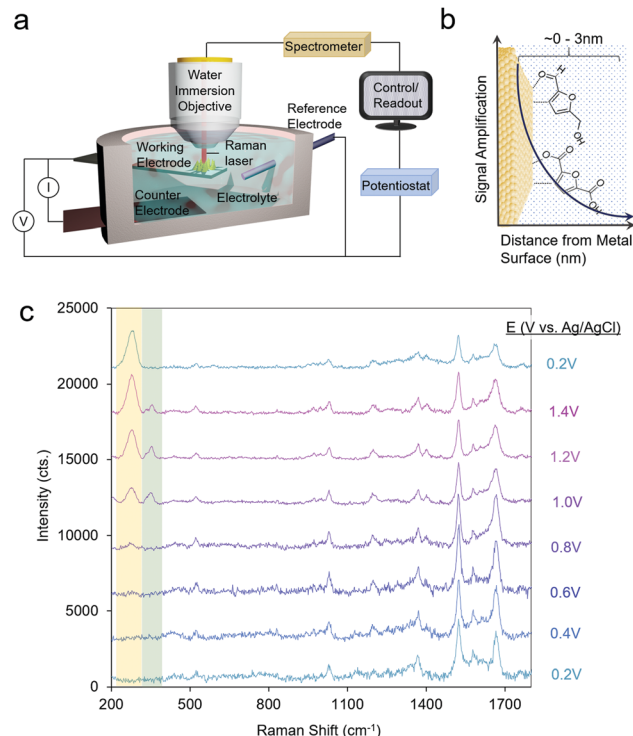 a
Spectrometer
Water
Immersion
Objective
Control/
Readout
Reference
Electrode
Working
Electrode
Raman
laser
I
Counter
Electrode
Electrolyte
Potentiostat
V
b
~0 - 3nm
Signal Amplification
O
H
O
OH
O
O
O
O
OH
Distance from Metal
Surface (nm)
c
E (V vs. Ag/AgCl)
25000
20000
15000
10000
5000
0
Intensity (cts.)
0.2V
1.4V
1.2V
1.0V
0.8V
0.6V
0.4V
0.2V
200 500 800 1100 1400 1700
Raman Shift (cm⁻¹)